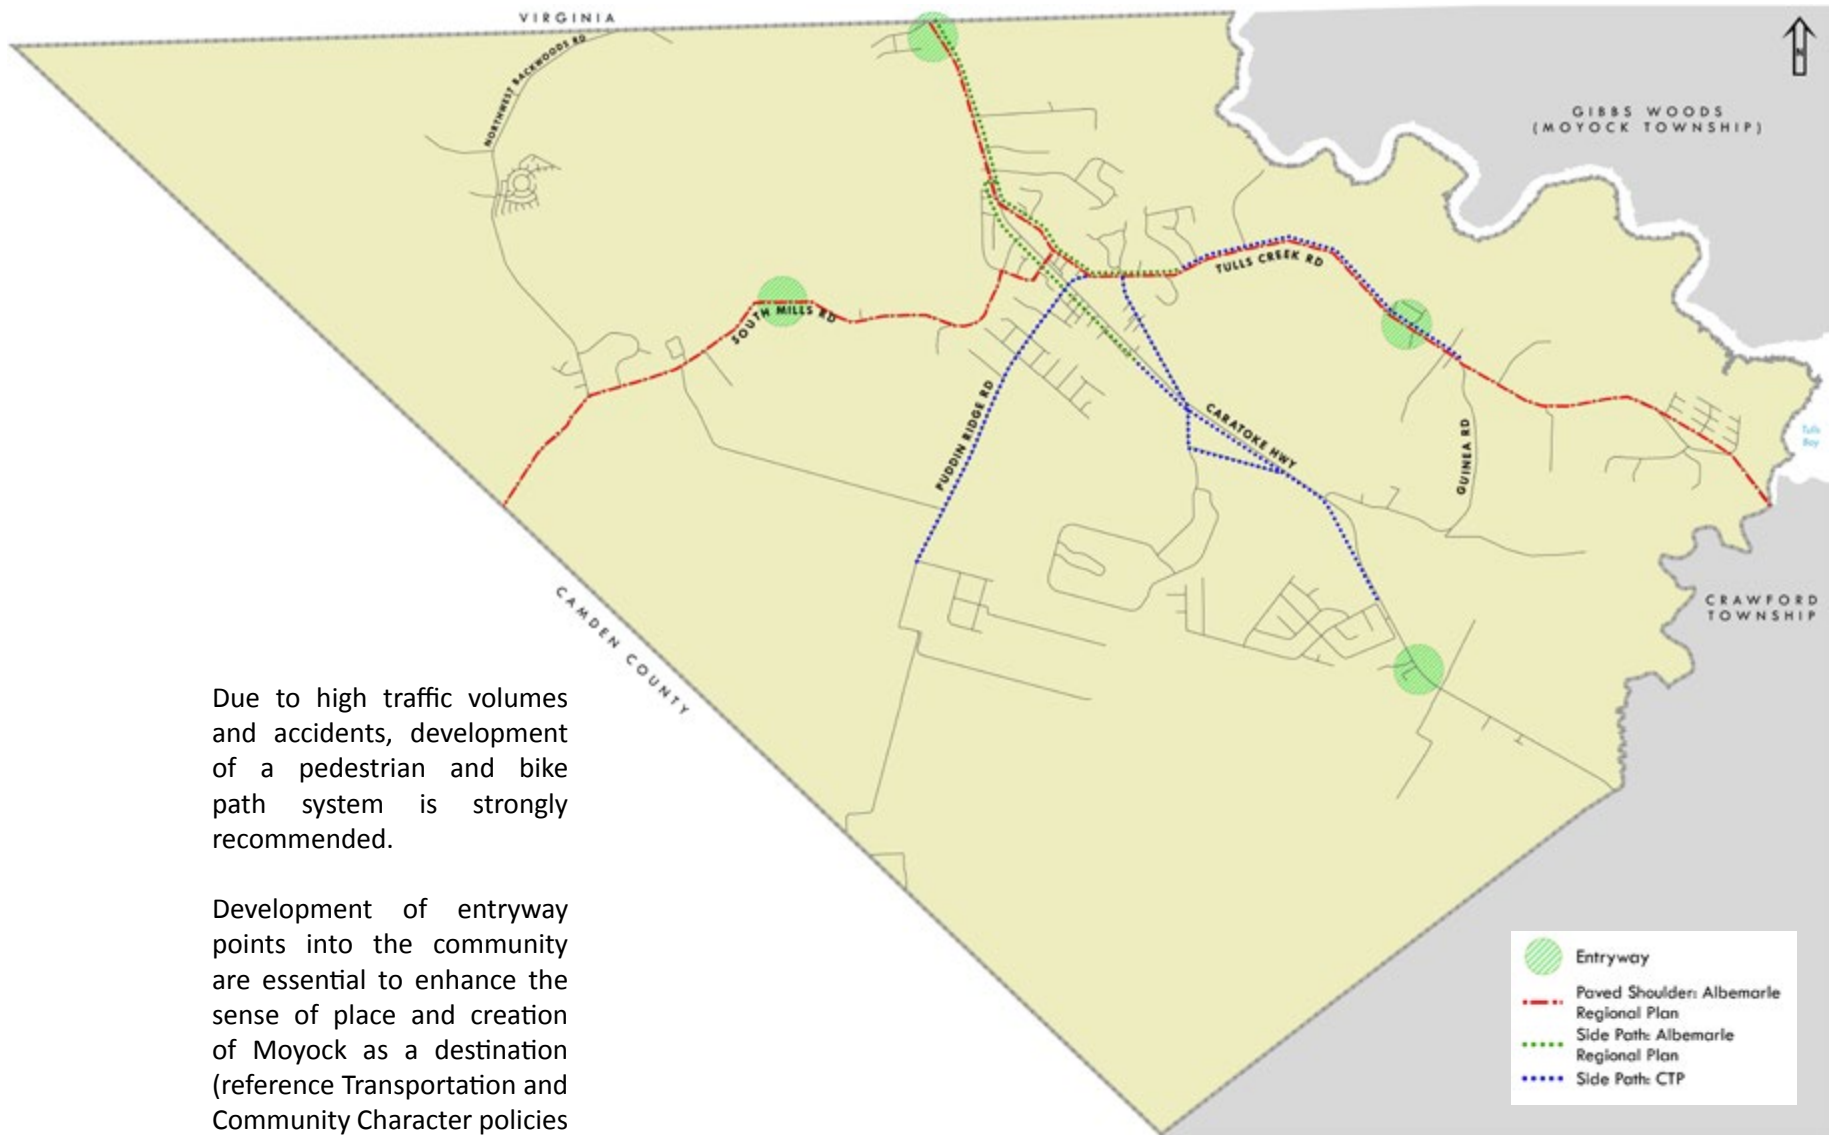 VIRGINIA
NORTHWEST BACKWOODS RD
GIBBS WOODS
(MOYOCK TOWNSHIP)
N
TULLS CREEK RD
SOUTH MILLS RD
PUDDIN RIDGE RD
CARATOKE HWY
GUINEA RD
Tulls
Bay
CAMDEN COUNTY
CRAWFORD
TOWNSHIP
Due to high traffic volumes
and accidents, development
of a pedestrian and bike
path system is strongly
recommended.
Development of entryway
points into the community
are essential to enhance the
sense of place and creation
of Moyock as a destination
(reference Transportation and
Community Character policies
Entryway
Paved Shoulder: Albemarle
Regional Plan
Side Path: Albemarle
Regional Plan
Side Path: CTP